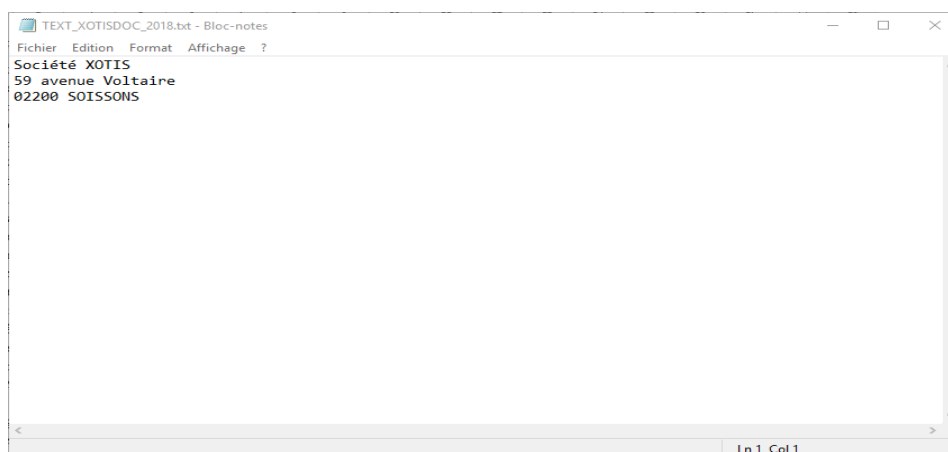 TEXT_XOTISDOC_2018.txt - Bloc-notes
Fichier Edition Format Affichage ?
Société XOTIS
59 avenue Voltaire
02200 SOISSONS
Ln 1, Col 1